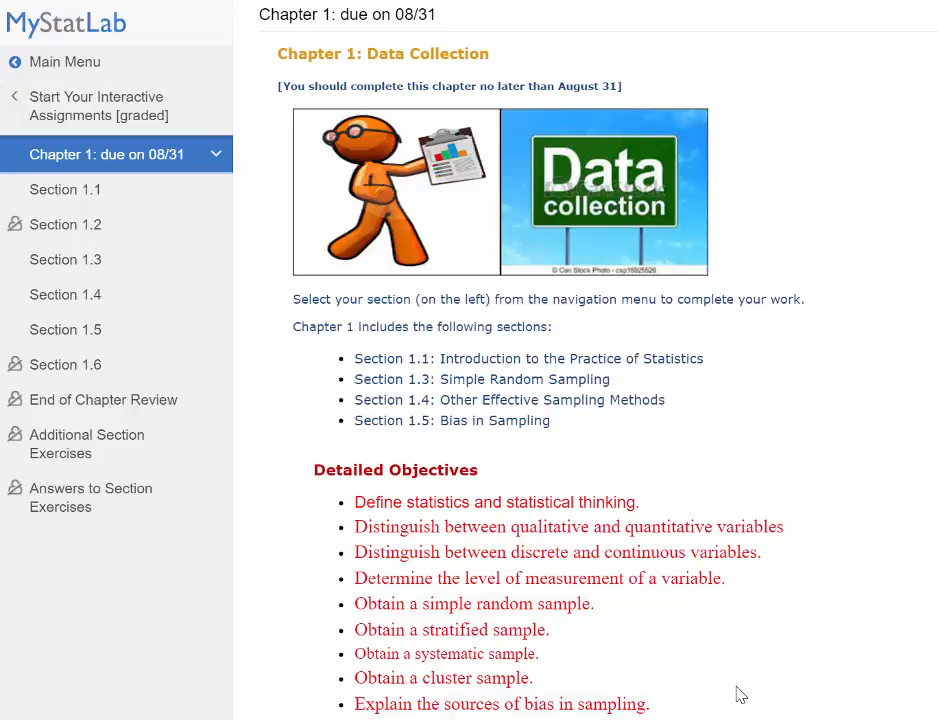 MyStatLab
Main Menu
Start Your Interactive
Assignments [graded]
Chapter 1: due on 08/31
Section 1.1
Section 1.2
Section 1.3
Section 1.4
Section 1.5
Section 1.6
End of Chapter Review
Additional Section
Exercises
Answers to Section
Exercises
Chapter 1: due on 08/31
Chapter 1: Data Collection
[You should complete this chapter no later than August 31]
Data
collection
© Can Stock Photo - csp16925526
Select your section (on the left) from the navigation menu to complete your work.
Chapter 1 includes the following sections:
• Section 1.1: Introduction to the Practice of Statistics
• Section 1.3: Simple Random Sampling
• Section 1.4: Other Effective Sampling Methods
• Section 1.5: Bias in Sampling
Detailed Objectives
• Define statistics and statistical thinking.
• Distinguish between qualitative and quantitative variables
• Distinguish between discrete and continuous variables.
• Determine the level of measurement of a variable.
• Obtain a simple random sample.
• Obtain a stratified sample.
• Obtain a systematic sample.
• Obtain a cluster sample.
• Explain the sources of bias in sampling.